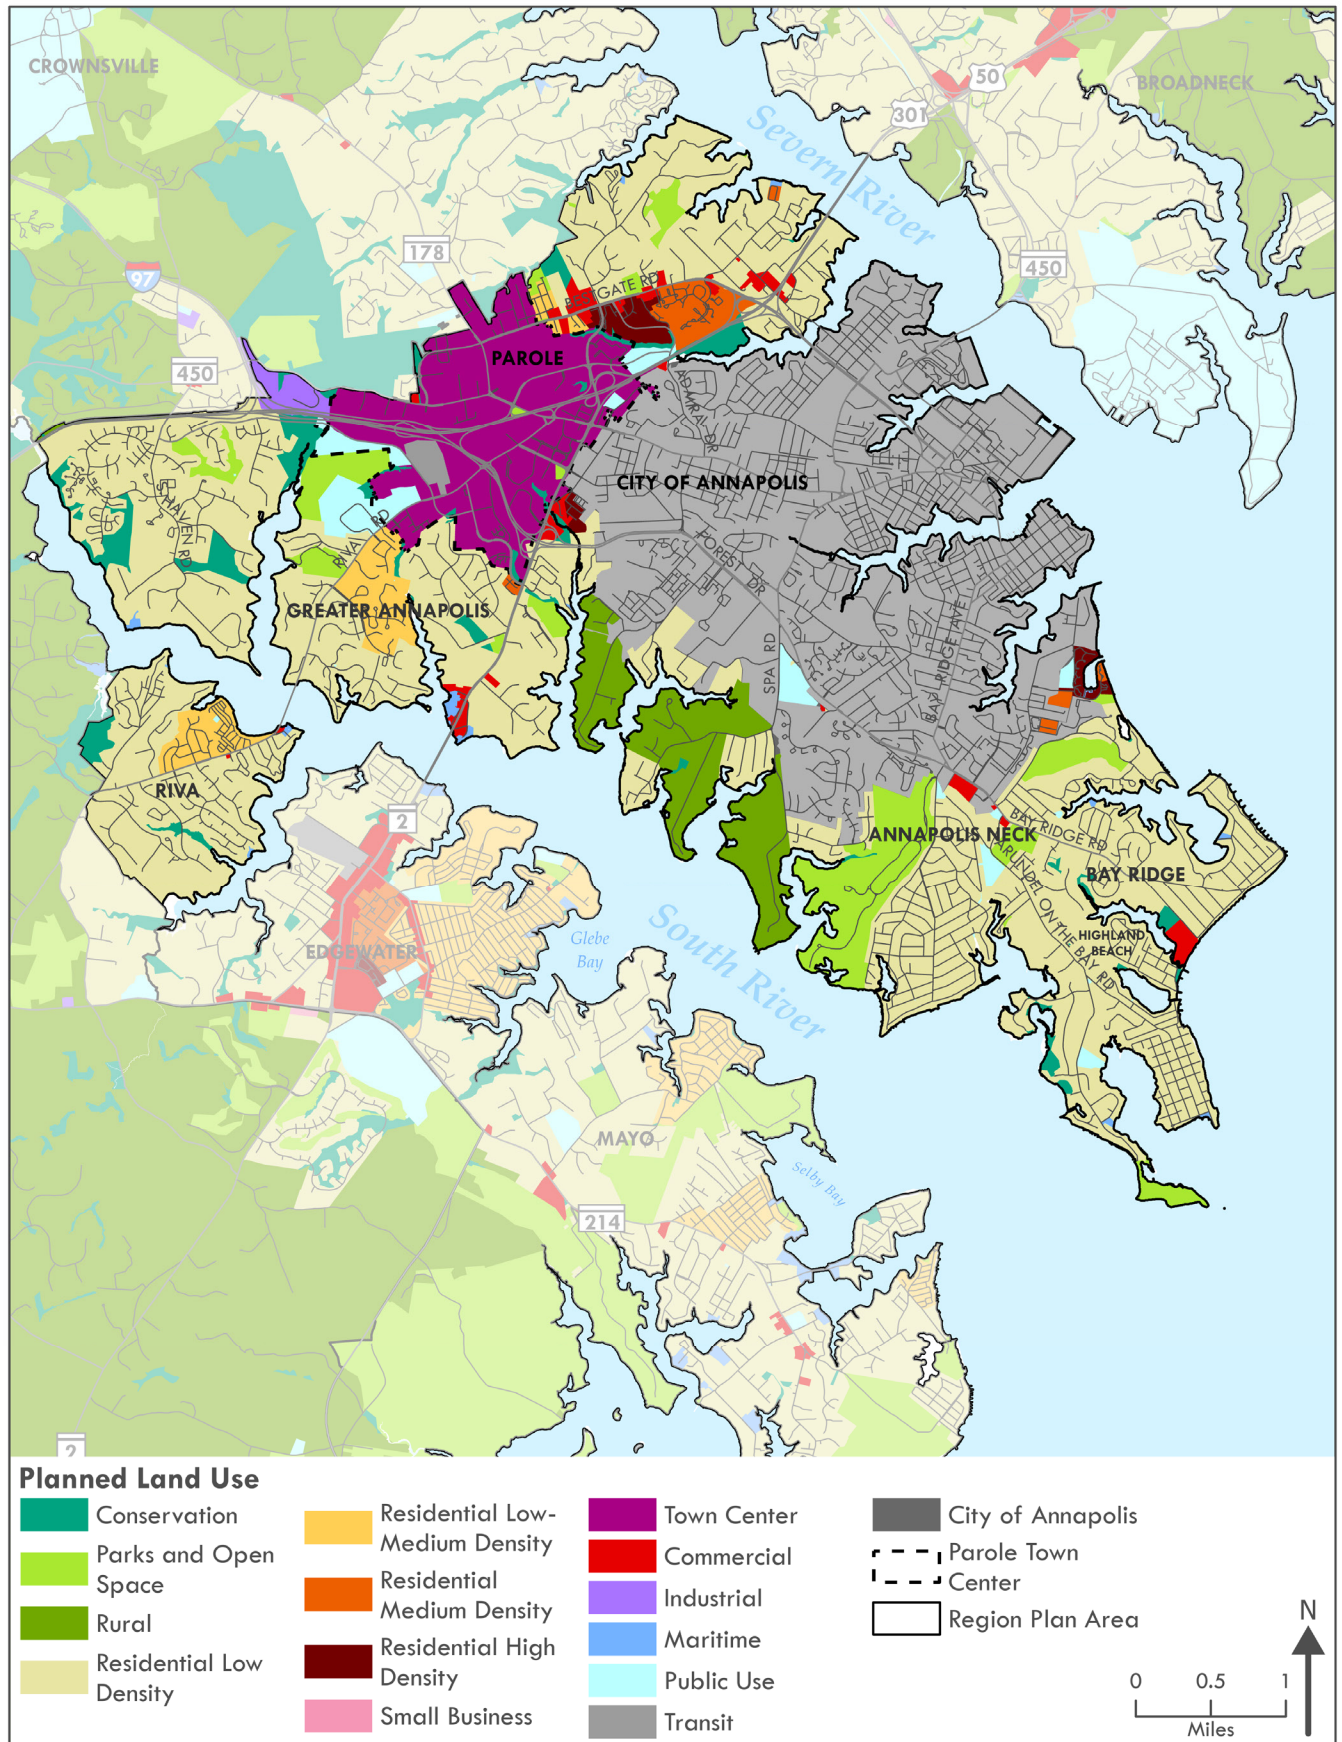 CROWNSVILLE
50
BROADNECK
301
Severn River
178
450
97
BESTGATE RD
PAROLE
450
ADMIRAL DR
CITY OF ANNAPOLIS
S HAVEN RD
RIVA RD
FOREST DR
GREATER ANNAPOLIS
SPA RD
BAY RIDGE AVE
RIVA
2
ANNAPOLIS NECK
BAY RIDGE RD
ARUNDEL ON THE BAY RD
BAY RIDGE
HIGHLAND
BEACH
EDGEWATER
Glebe
Bay
South River
MAYO
Selby Bay
214
2
Planned Land Use
Conservation
Parks and Open
Space
Rural
Residential Low
Density
Residential Low-
Medium Density
Residential
Medium Density
Residential High
Density
Small Business
Town Center
Commercial
Industrial
Maritime
Public Use
Transit
City of Annapolis
Parole Town
Center
Region Plan Area
N
0 0.5 1
Miles